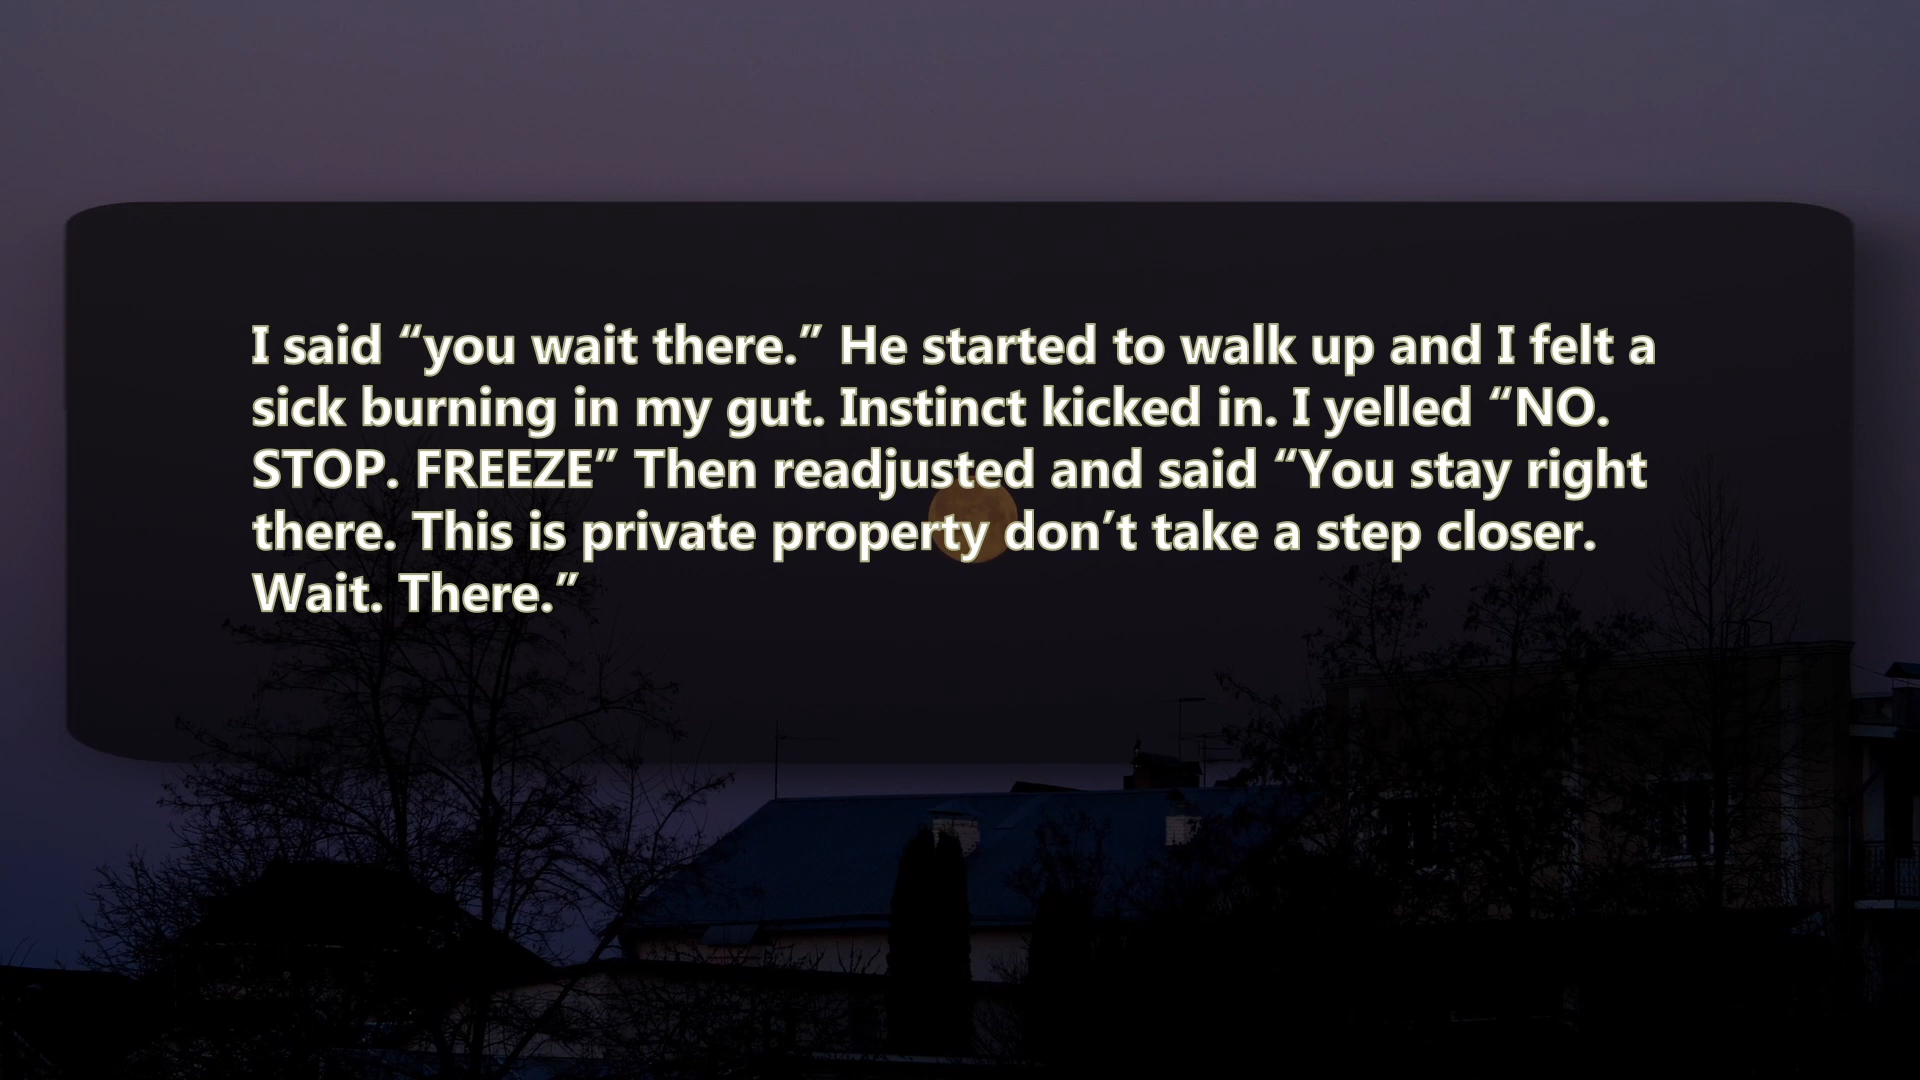 I said “you wait there.” He started to walk up and I felt a
sick burning in my gut. Instinct kicked in. I yelled “NO.
STOP. FREEZE” Then readjusted and said “You stay right
there. This is private property don’t take a step closer.
Wait. There.”